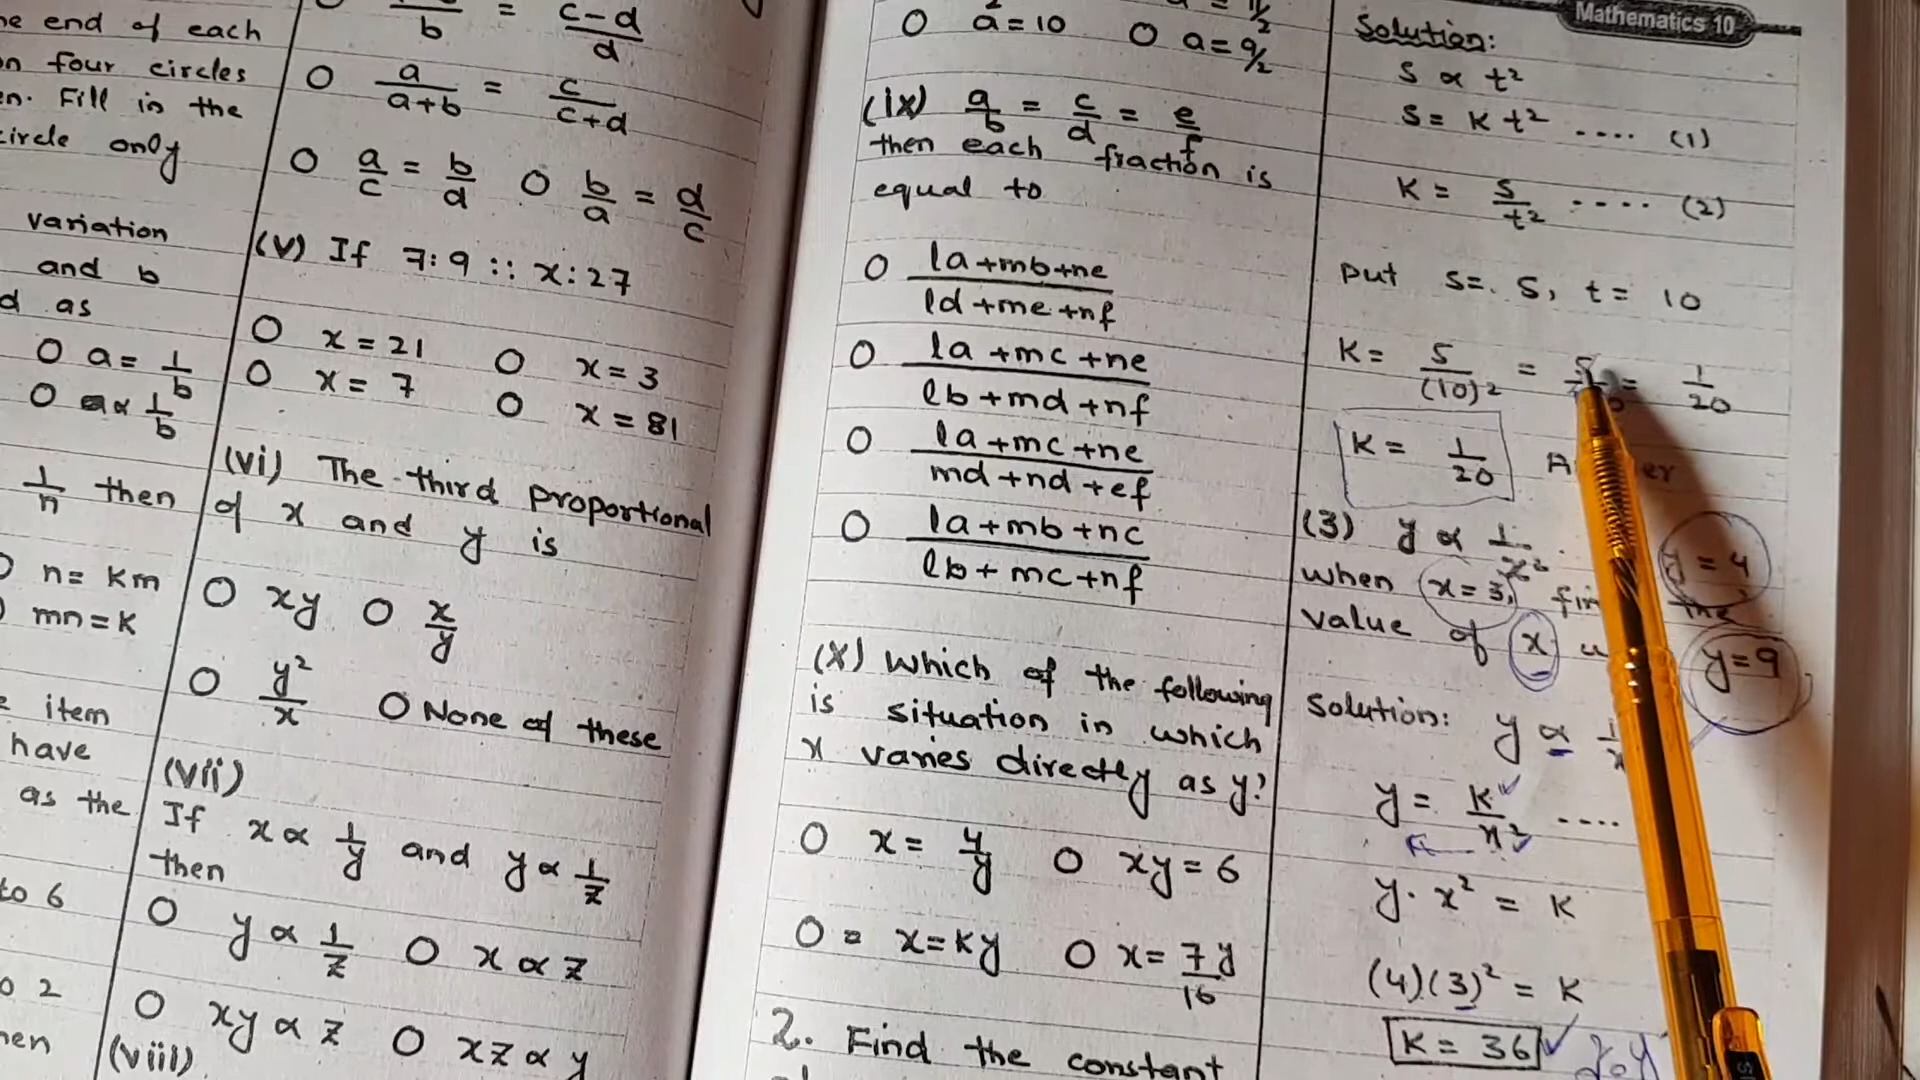 he end of each
on four circles
en. Fill in the
circle only
variation
and b
d as
O a = 1/b
O a ∝ 1/b
1/n then
O n = Km
O mn = K
e item
have
as the
to 6
to 2
hen
b = c-d/d
O a/a+b = c/c+d
O a/c = b/d O b/a = d/c
(V) If 7:9 :: x:27
O x = 21 O x = 3
O x = 7 O x = 81
(vi) The third proportional
of x and y is
O xy O x/y
O y²/x O None of these
(vii)
If x ∝ 1/y and y ∝ 1/z
then
O y ∝ 1/z O x ∝ z
O xy ∝ z O xz ∝ y
(viii)
O a = 10 O a = 9/2
(ix) a/b = c/d = e/f
then each fraction is
equal to
O la+mb+ne/ld+me+nf
O la+mc+ne/lb+md+nf
O la+mc+ne/md+nd+ef
O la+mb+nc/lb+mc+nf
(X) Which of the following
is situation in which
x varies directly as y?
O x = 4/y O xy = 6
O = x = Ky O x = 7y/16
2. Find the constant
Mathematics 10
Solution:
S ∝ t²
S = K t² .... (1)
K = S/t² .... (2)
Put S = 5, t = 10
K = 5/(10)² = = 1/20
K = 1/20
(3) y ∝ 1/x². y = 4
when x = 3, the
value of x y = 9
Solution: y ∝
y = K/x² ....
y · x² = K
(4)(3)² = K
K = 36